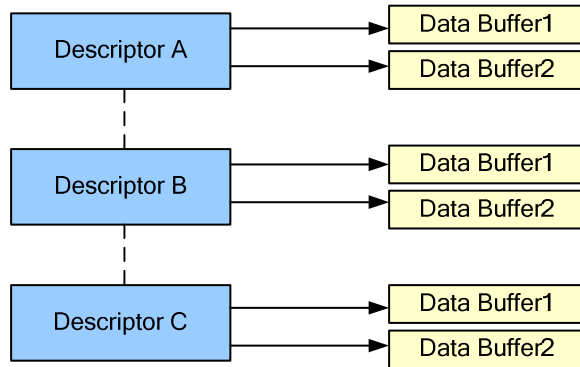 Descriptor A
Data Buffer1
Data Buffer2
Descriptor B
Data Buffer1
Data Buffer2
Descriptor C
Data Buffer1
Data Buffer2